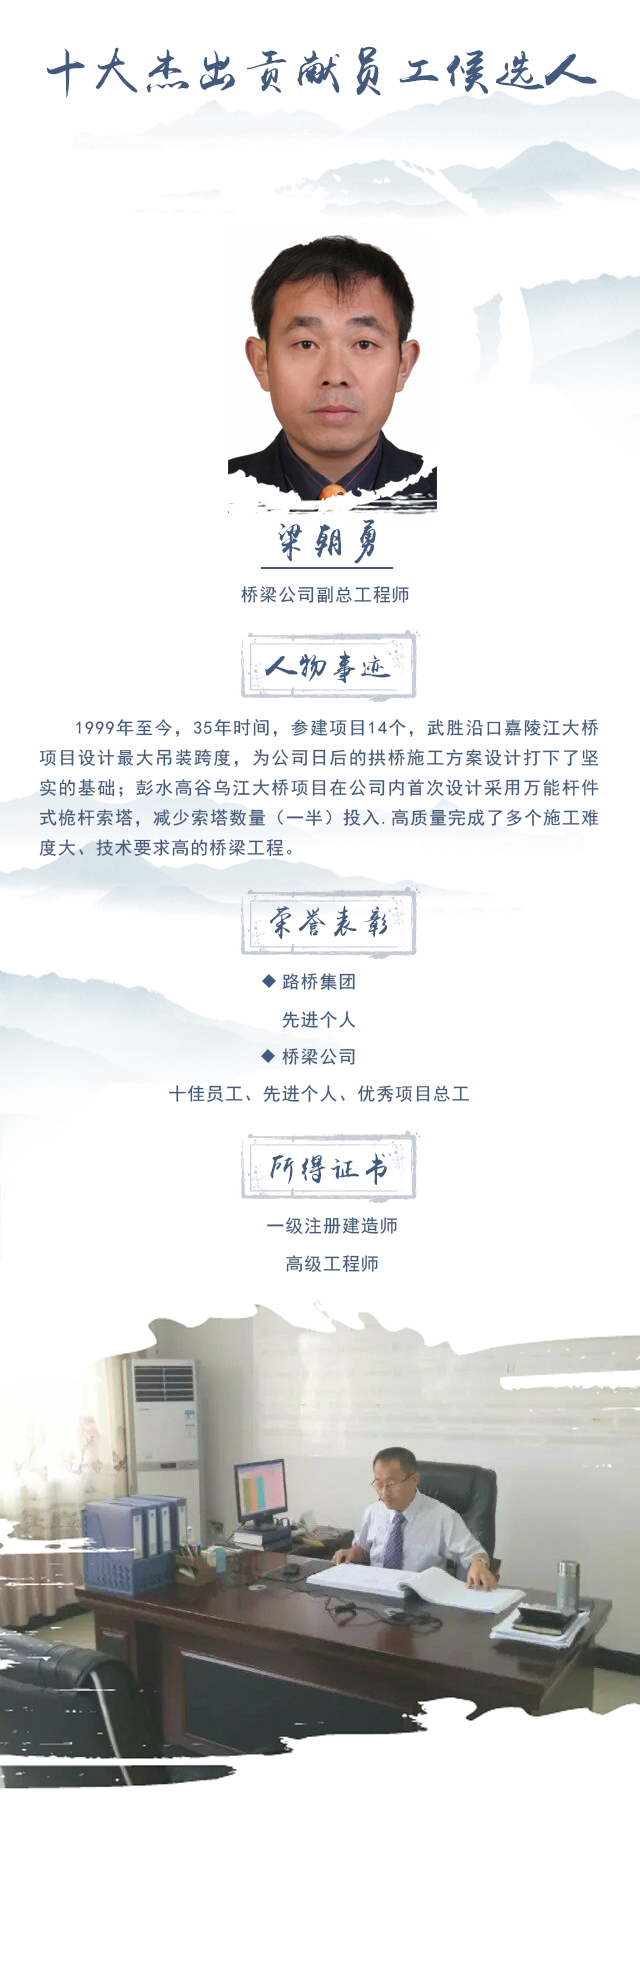 十大杰出贡献员工候选人
梁朝勇
桥梁公司副总工程师
人物事迹
1999年至今，35年时间，参建项目14个，武胜沿口嘉陵江大桥
项目设计最大吊装跨度，为公司日后的拱桥施工方案设计打下了坚
实的基础；彭水高谷乌江大桥项目在公司内首次设计采用万能杆件
式桅杆索塔，减少索塔数量（一半）投入.高质量完成了多个施工难
度大、技术要求高的桥梁工程。
荣誉表彰
◆ 路桥集团
先进个人
◆ 桥梁公司
十佳员工、先进个人、优秀项目总工
所得证书
一级注册建造师
高级工程师